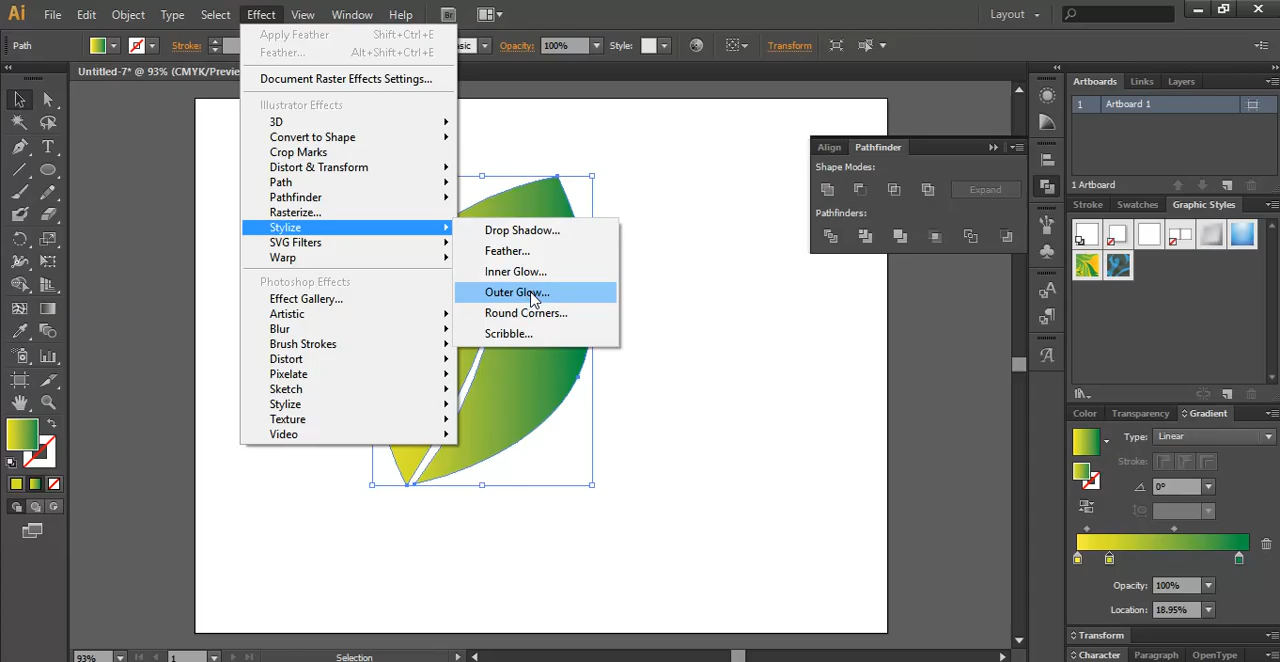 Ai File Edit Object Type Select Effect View Window Help Br Layout
Path Stroke: Opacity: 100% Style: Transform
Untitled-7* @ 93% (CMYK/Preview
Apply Feather Shift+Ctrl+E
Feather... Alt+Shift+Ctrl+E
Document Raster Effects Settings...
Illustrator Effects
3D
Convert to Shape
Crop Marks
Distort & Transform
Path
Pathfinder
Rasterize...
Stylize
SVG Filters
Warp
Photoshop Effects
Effect Gallery...
Artistic
Blur
Brush Strokes
Distort
Pixelate
Sketch
Stylize
Texture
Video
Drop Shadow...
Feather...
Inner Glow...
Outer Glow...
Round Corners...
Scribble...
Align Pathfinder
Shape Modes:
Expand
Pathfinders:
Artboards Links Layers
1 Artboard 1
1 Artboard
Stroke Swatches Graphic Styles
Color Transparency Gradient
Type: Linear
Stroke:
0°
Opacity: 100%
Location: 18.95%
Transform
Character Paragraph OpenType
93% 1 Selection